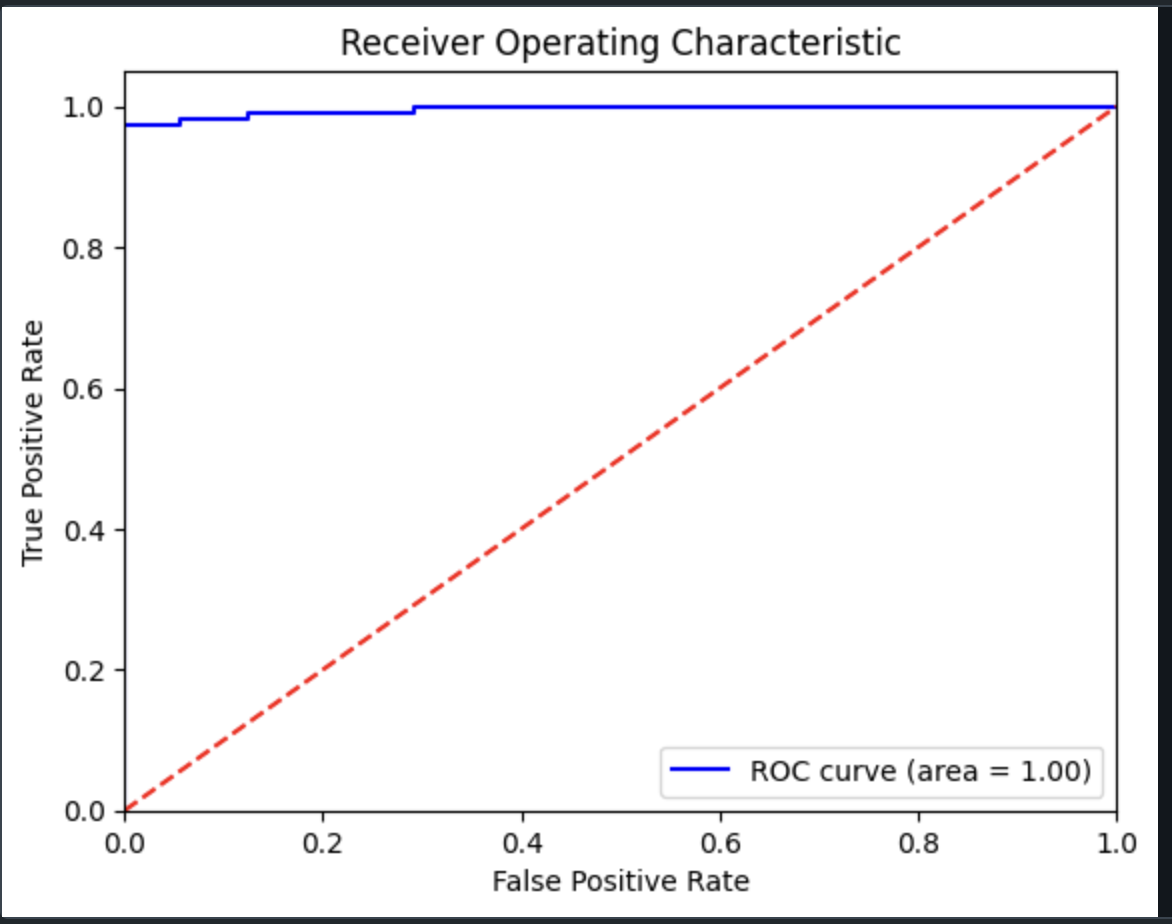 Receiver Operating Characteristic
True Positive Rate
1.0
0.8
0.6
0.4
0.2
0.0
ROC curve (area = 1.00)
0.0 0.2 0.4 0.6 0.8 1.0
False Positive Rate